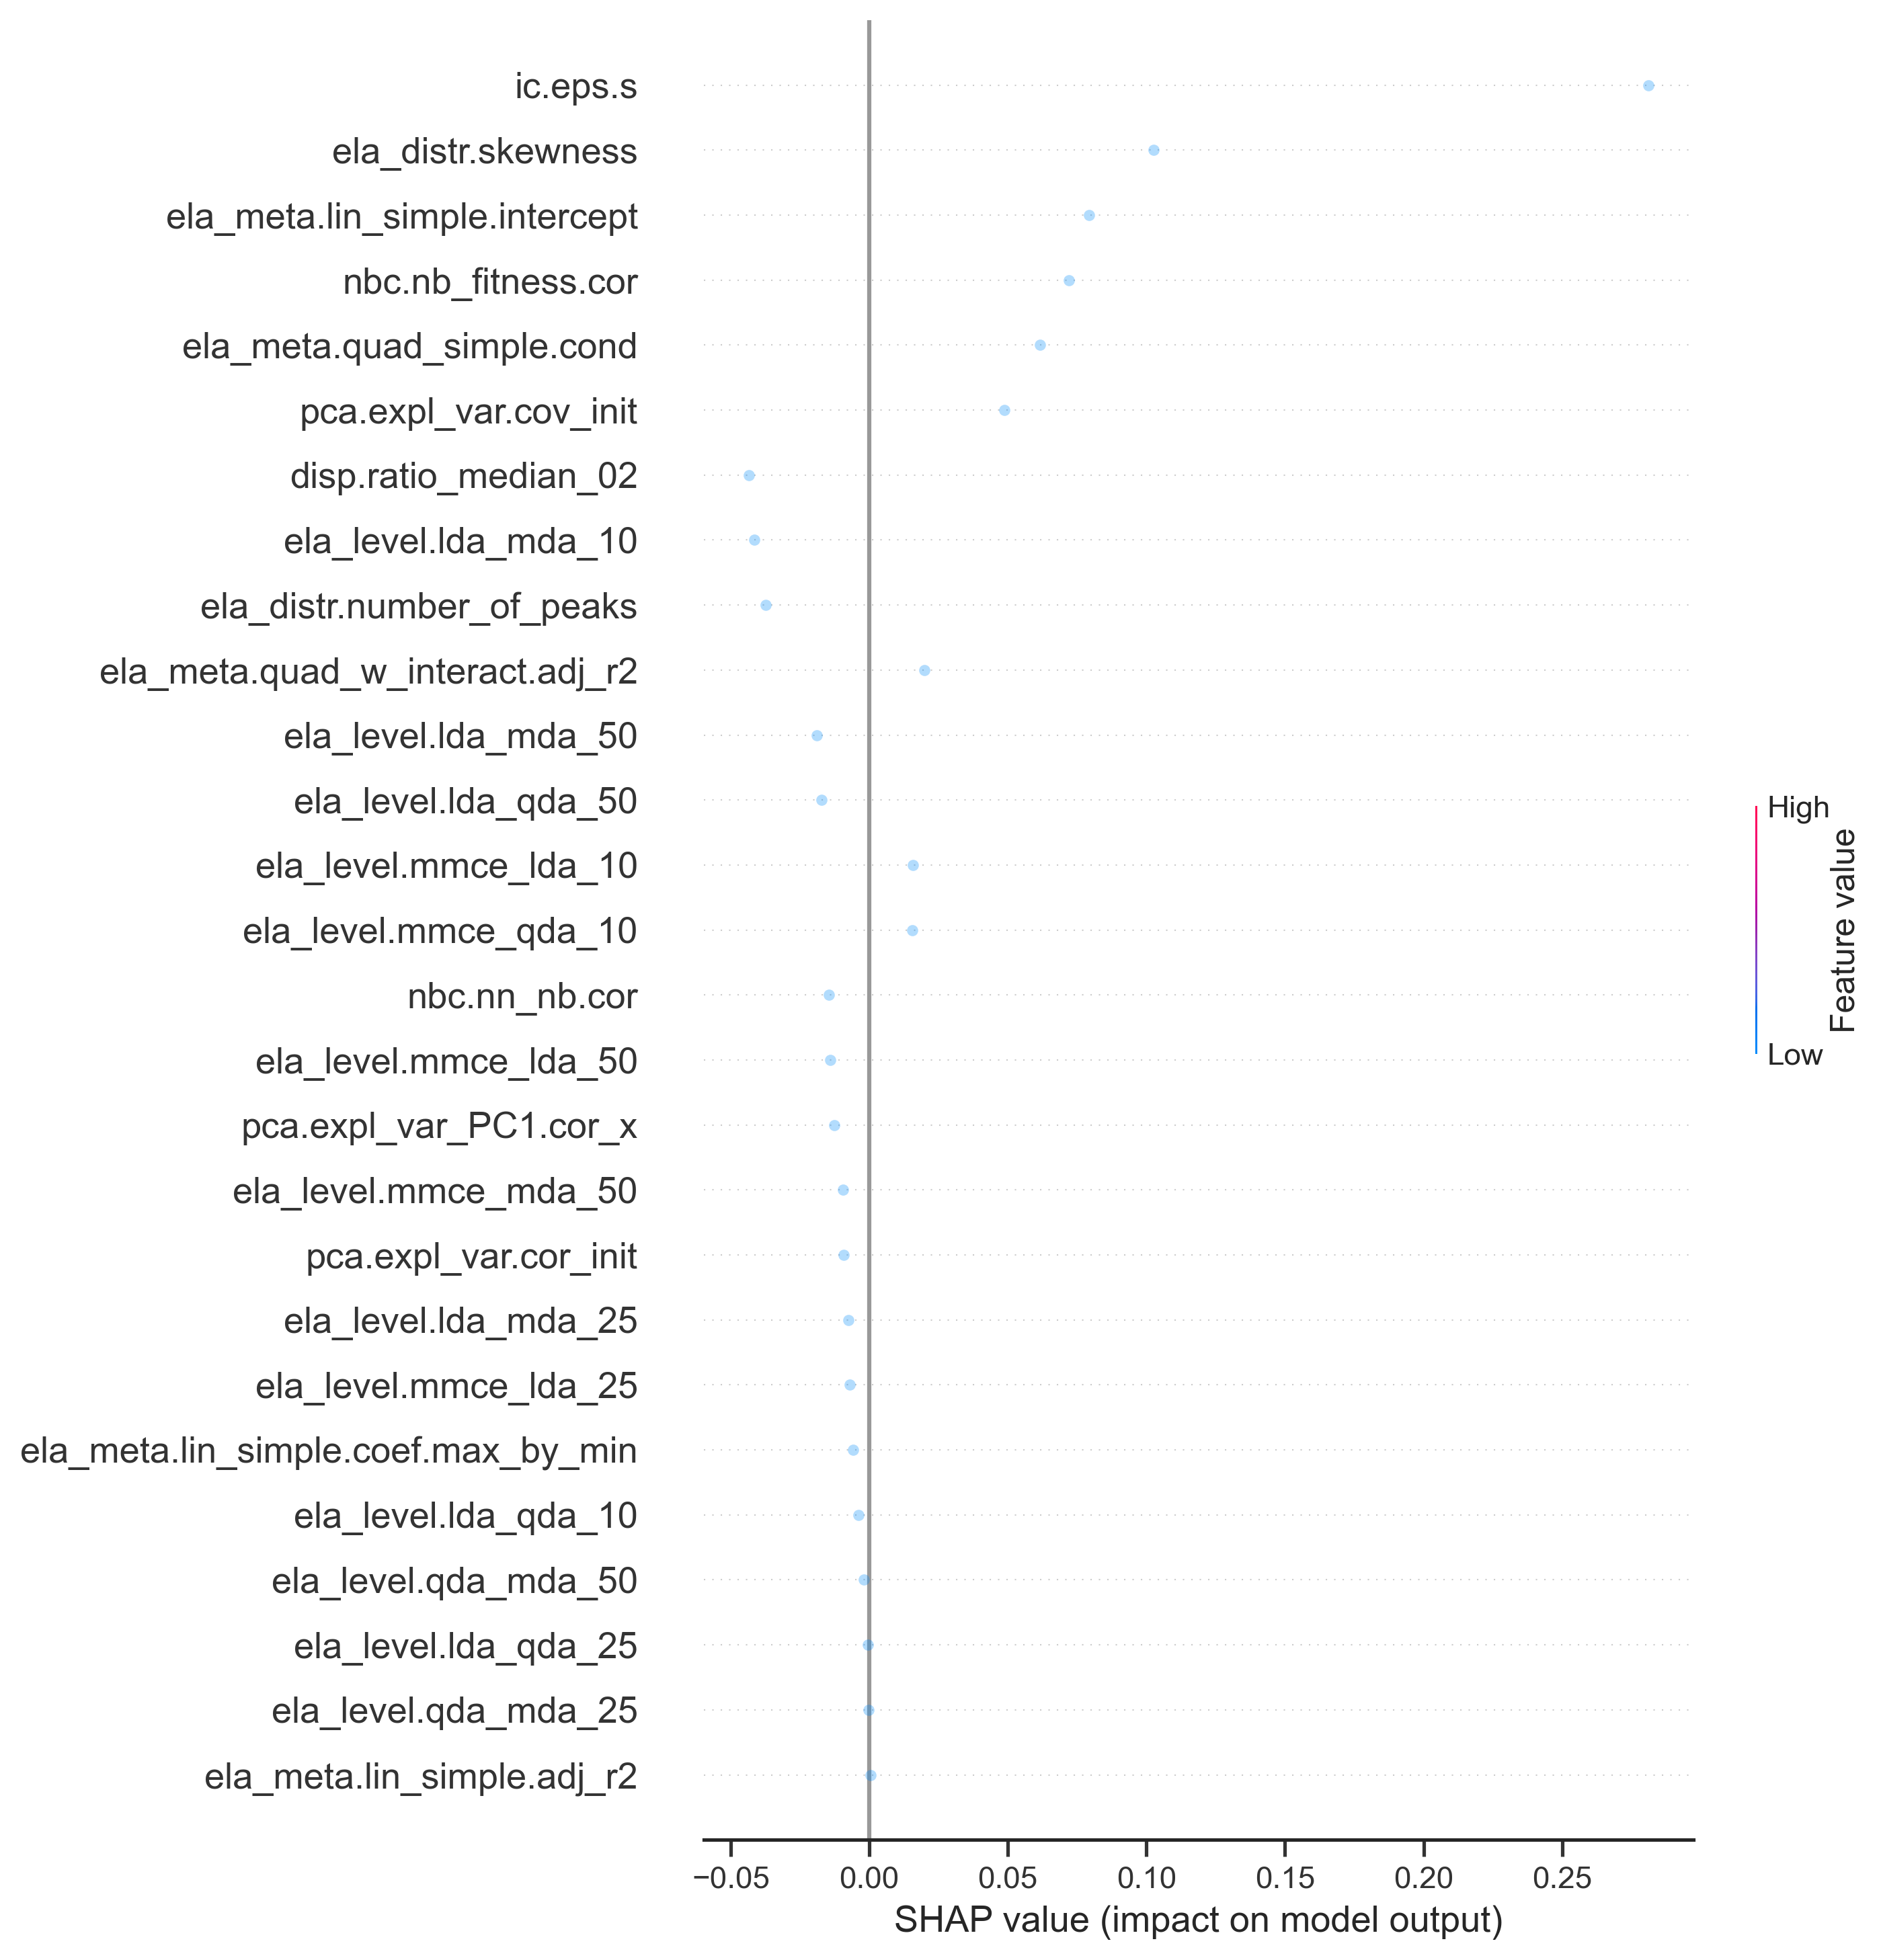 ic.eps.s
ela_distr.skewness
ela_meta.lin_simple.intercept
nbc.nb_fitness.cor
ela_meta.quad_simple.cond
pca.expl_var.cov_init
disp.ratio_median_02
ela_level.lda_mda_10
ela_distr.number_of_peaks
ela_meta.quad_w_interact.adj_r2
ela_level.lda_mda_50
ela_level.lda_qda_50
ela_level.mmce_lda_10
ela_level.mmce_qda_10
nbc.nn_nb.cor
ela_level.mmce_lda_50
pca.expl_var_PC1.cor_x
ela_level.mmce_mda_50
pca.expl_var.cor_init
ela_level.lda_mda_25
ela_level.mmce_lda_25
ela_meta.lin_simple.coef.max_by_min
ela_level.lda_qda_10
ela_level.qda_mda_50
ela_level.lda_qda_25
ela_level.qda_mda_25
ela_meta.lin_simple.adj_r2
−0.05 0.00 0.05 0.10 0.15 0.20 0.25
SHAP value (impact on model output)
High
Feature value
Low